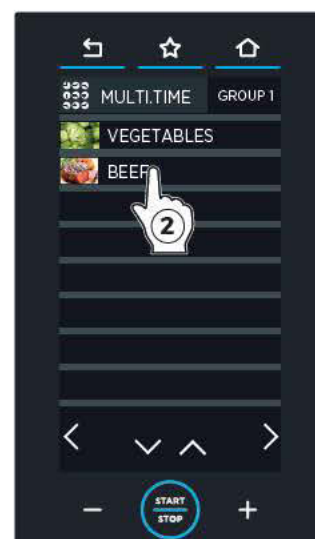 MULTI.TIME GROUP 1
VEGETABLES
BEEF
2
START
STOP